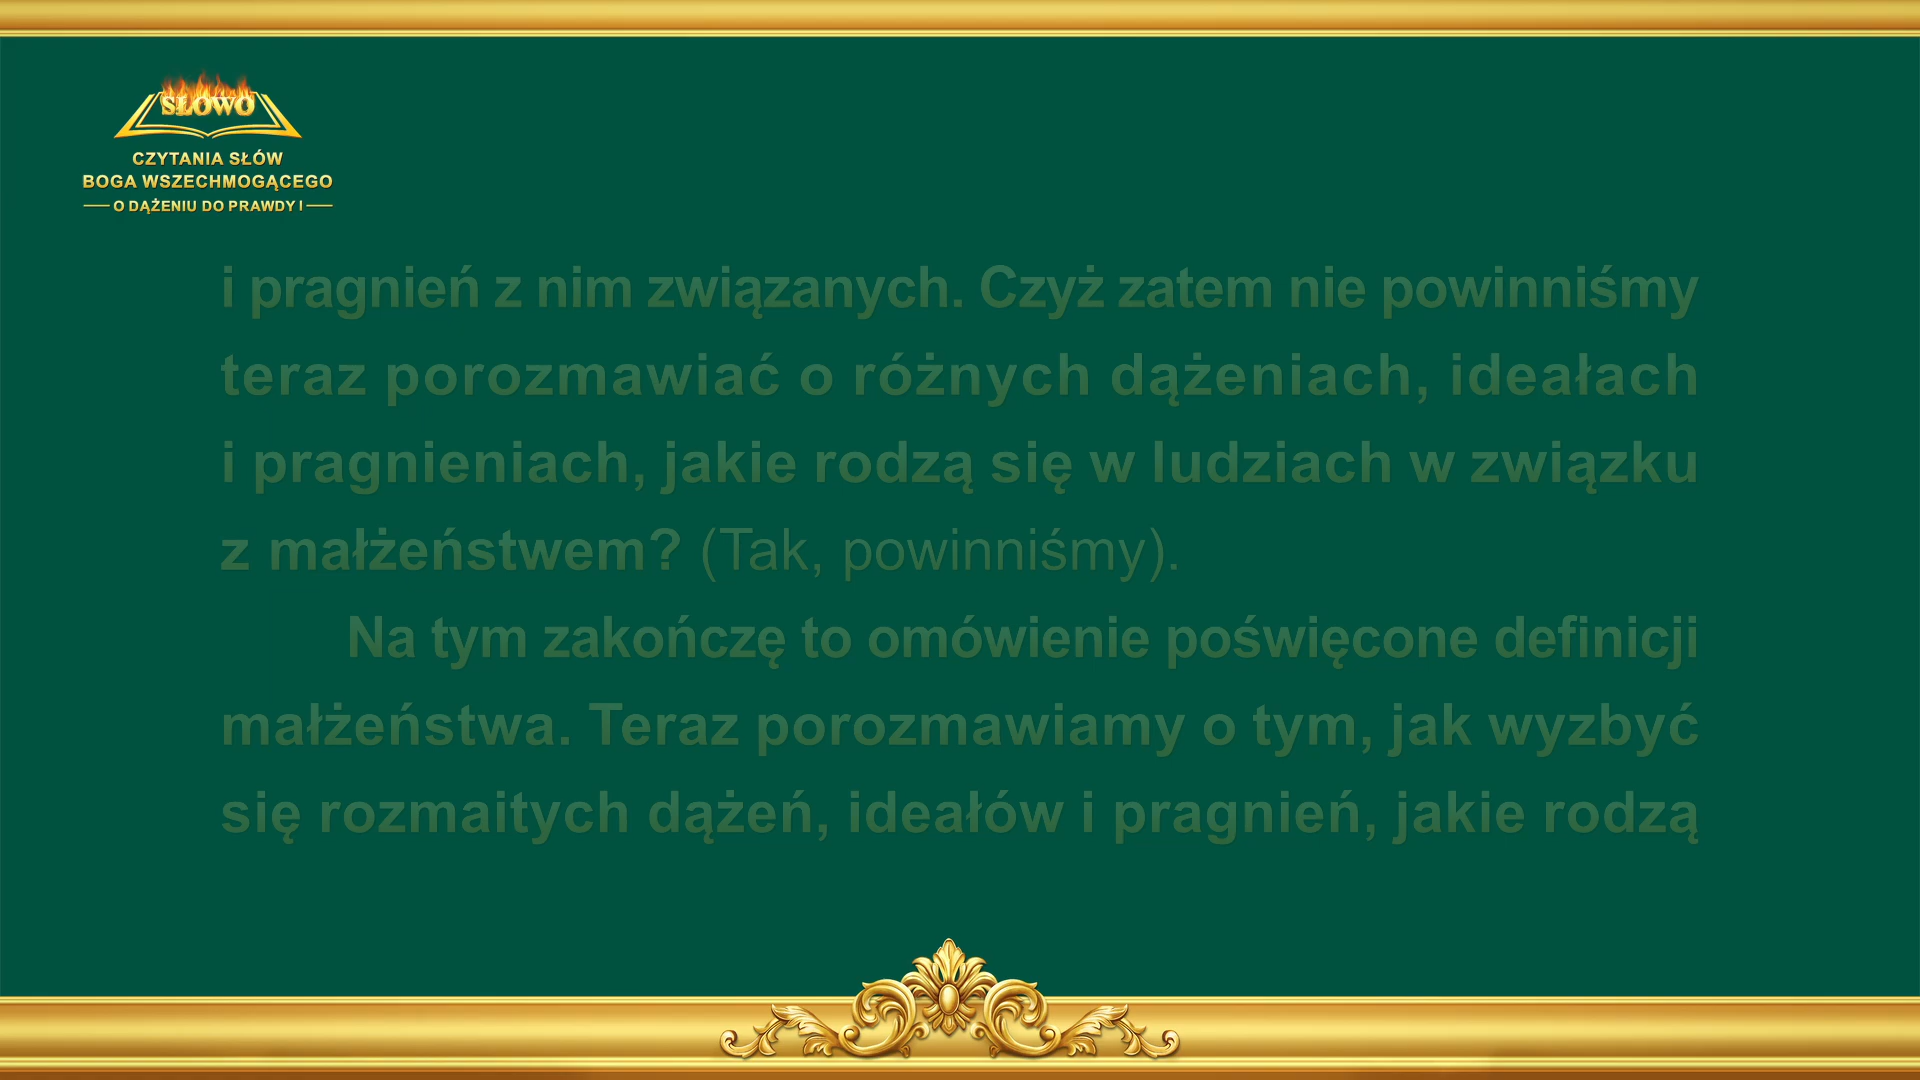 SŁOWO
CZYTANIA SŁÓW
BOGA WSZECHMOGĄCEGO
O DĄŻENIU DO PRAWDY I
i pragnień z nim związanych. Czyż zatem nie powinniśmy
teraz porozmawiać o różnych dążeniach, ideałach
i pragnieniach, jakie rodzą się w ludziach w związku
z małżeństwem? (Tak, powinniśmy).
Na tym zakończę to omówienie poświęcone definicji
małżeństwa. Teraz porozmawiamy o tym, jak wyzbyć
się rozmaitych dążeń, ideałów i pragnień, jakie rodzą